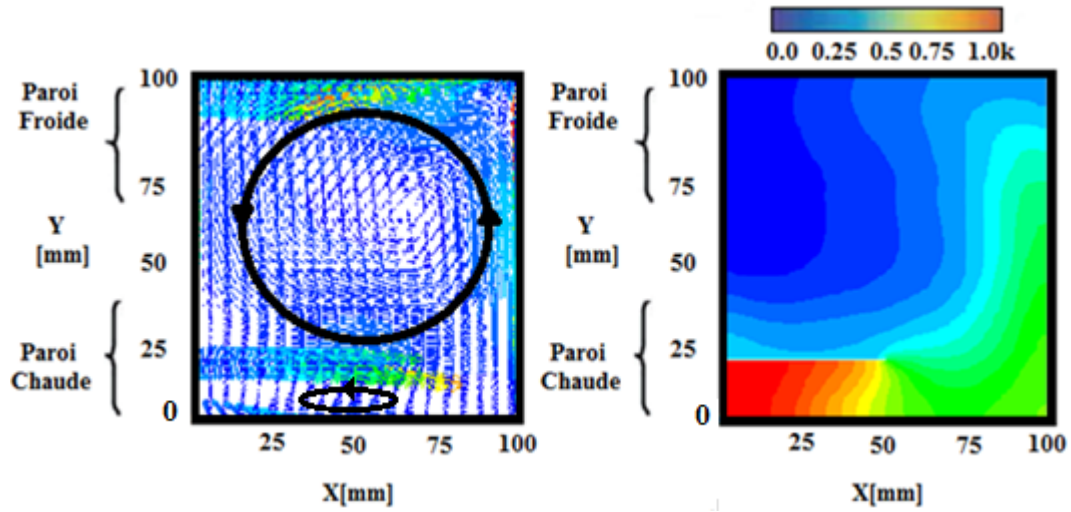 0.0 0.25 0.5 0.75 1.0k
100 100
Paroi Paroi
Froide Froide
75 75
Y Y
[mm] [mm]
50 50
25 25
Paroi Paroi
Chaude Chaude
0 0
25 50 75 100 25 50 75 100
X[mm] X[mm]